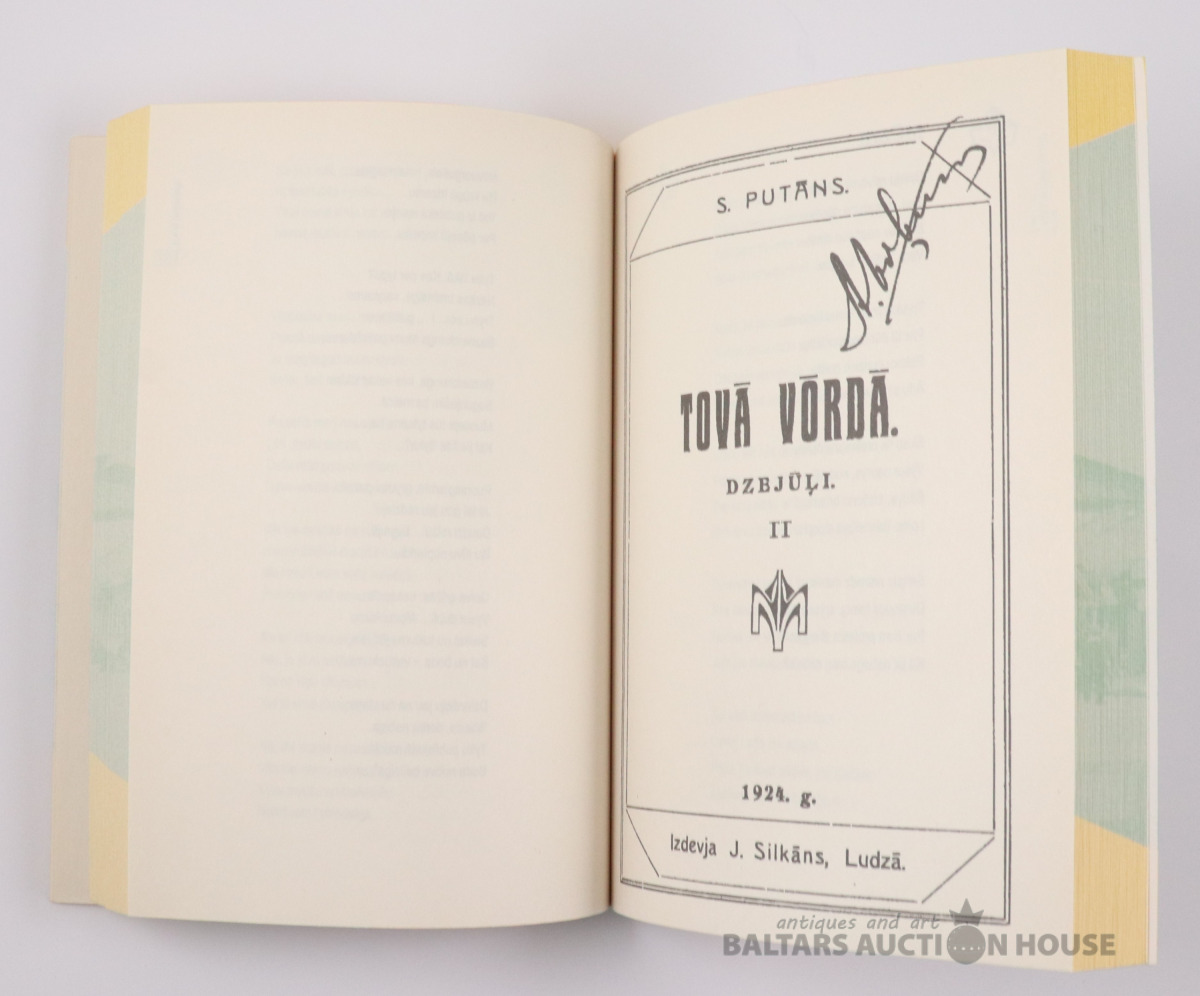 S. PUTĀNS.
TOVĀ VŌRDĀ.
DZEJŪĻI.
II
1924. g.
Izdevja J. Silkāns, Ludzā.
antiques and art
BALTARS AUCTION HOUSE